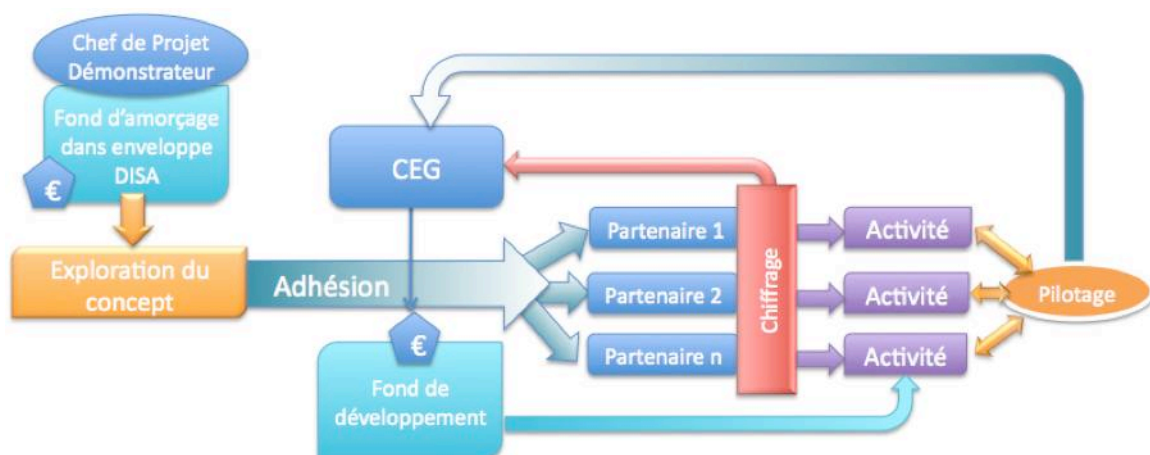 Chef de Projet
Démonstrateur
Fond d'amorçage
dans enveloppe
DISA
€
Exploration du
concept
Adhésion
CEG
€
Fond de
développement
Partenaire 1
Partenaire 2
Partenaire n
Chiffrage
Activité
Activité
Activité
Pilotage